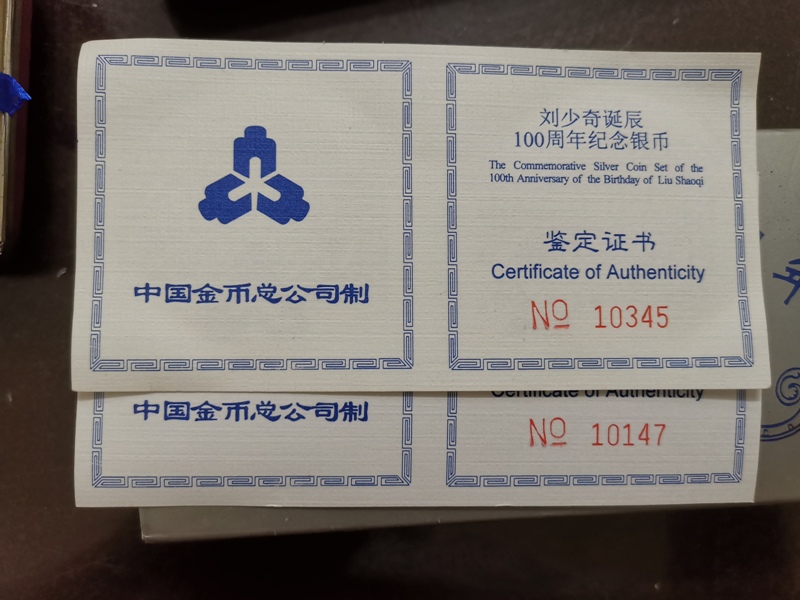 中国金币总公司制
刘少奇诞辰
100周年纪念银币
The Commemorative Silver Coin Set of the
100th Anniversary of the Birthday of Liu Shaoqi
鉴定证书
Certificate of Authenticity
NO 10345
中国金币总公司制
Certificate of Authenticity
NO 10147